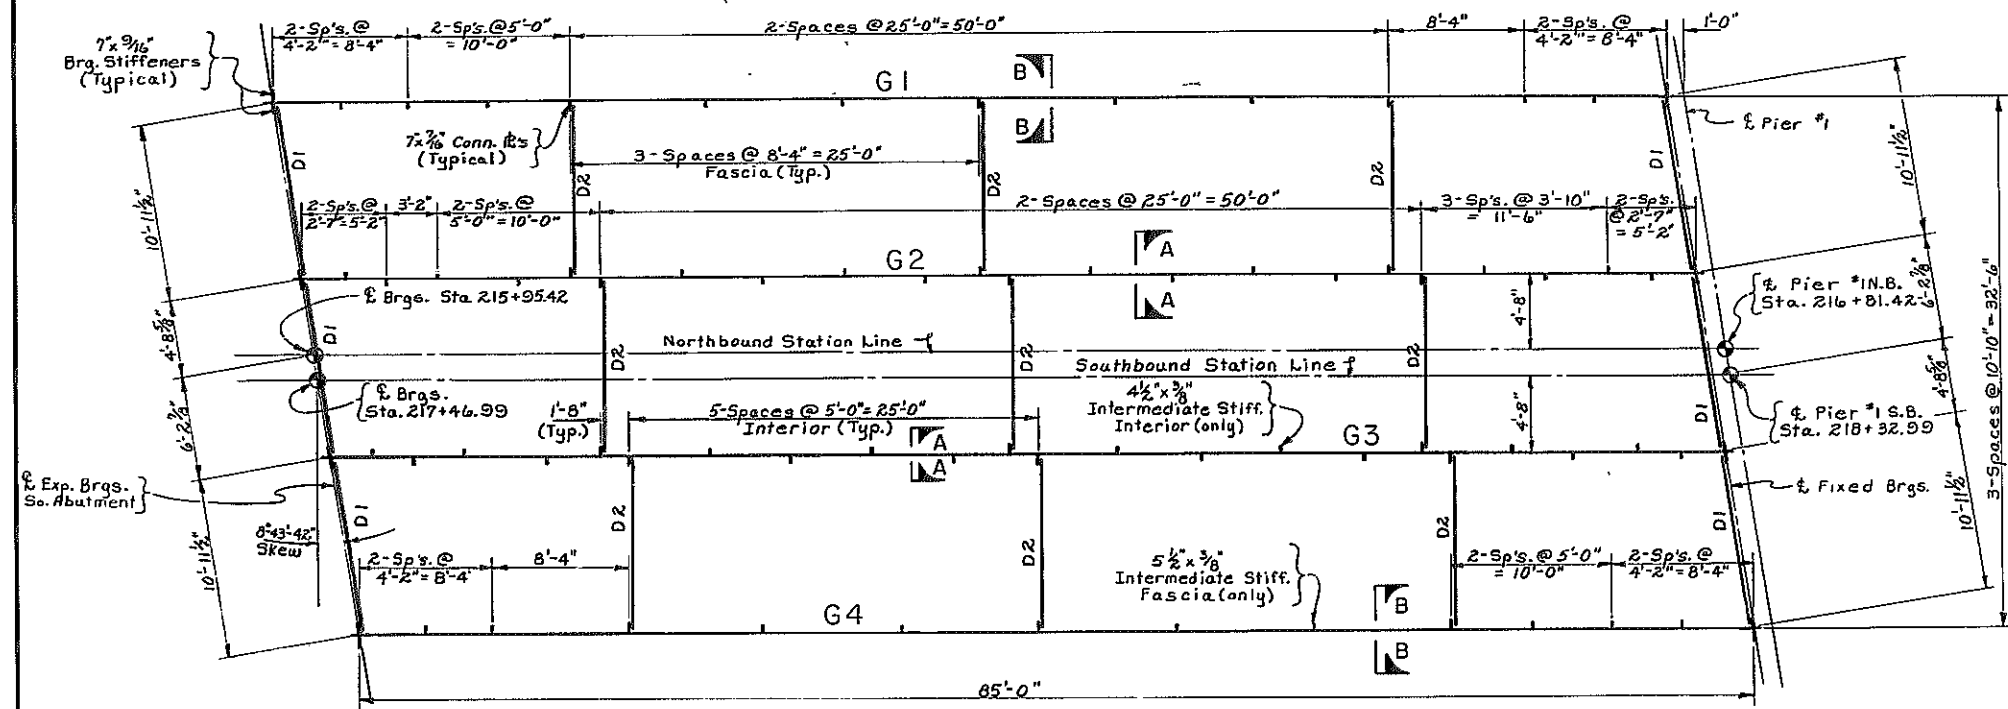 2-Sp's. @
4'-2" = 8'-4"
2-Sp's. @ 5'-0"
= 10'-0"
2-Spaces @ 25'-0" = 50'-0"
8'-4"
2-Sp's. @
4'-2" = 8'-4"
1'-0"
7" x 9/16"
Brg. Stiffeners
(Typical)
G1
B
B
℄ Pier #1
7" x 7/16" Conn. ℞'s
(Typical)
3-Spaces @ 8'-4" = 25'-0"
Fascia (Typ.)
D1
D2
D2
D2
D1
10'-11½"
10'-11½"
2-Sp's. @
2'-7" = 5'-2"
3'-2"
2-Sp's. @
5'-0" = 10'-0"
2-Spaces @ 25'-0" = 50'-0"
3-Sp's. @ 3'-10"
= 11'-6"
2-Sp's.
@ 2'-7"
= 5'-2"
G2
A
A
℄ Brgs. Sta 215+95.42
℄ Pier #1 N.B.
Sta. 216+81.42
6'-2⅞"
4'-8⅝"
D1
D2
Northbound Station Line
D2
Southbound Station Line
D2
4'-8"
4'-8"
4'-8⅝"
3-Spaces @ 10'-10" = 32'-6"
℄ Brgs.
Sta. 217+46.99
1'-8"
(Typ.)
5-Spaces @ 5'-0" = 25'-0"
Interior (Typ.)
4½" x ⅜"
Intermediate Stiff.
Interior (only)
D1
℄ Pier #1 S.B.
Sta. 218+32.99
6'-2⅞"
A
A
G3
℄ Exp. Brgs.
So. Abutment
℄ Fixed Brgs.
8°-43'-42"
Skew
D1
D2
D2
D2
D1
10'-11½"
10'-11½"
2-Sp's. @
4'-2" = 8'-4"
8'-4"
5½" x ⅜"
Intermediate Stiff.
Fascia (only)
2-Sp's. @ 5'-0"
= 10'-0"
2-Sp's. @
4'-2" = 8'-4"
G4
B
B
85'-0"